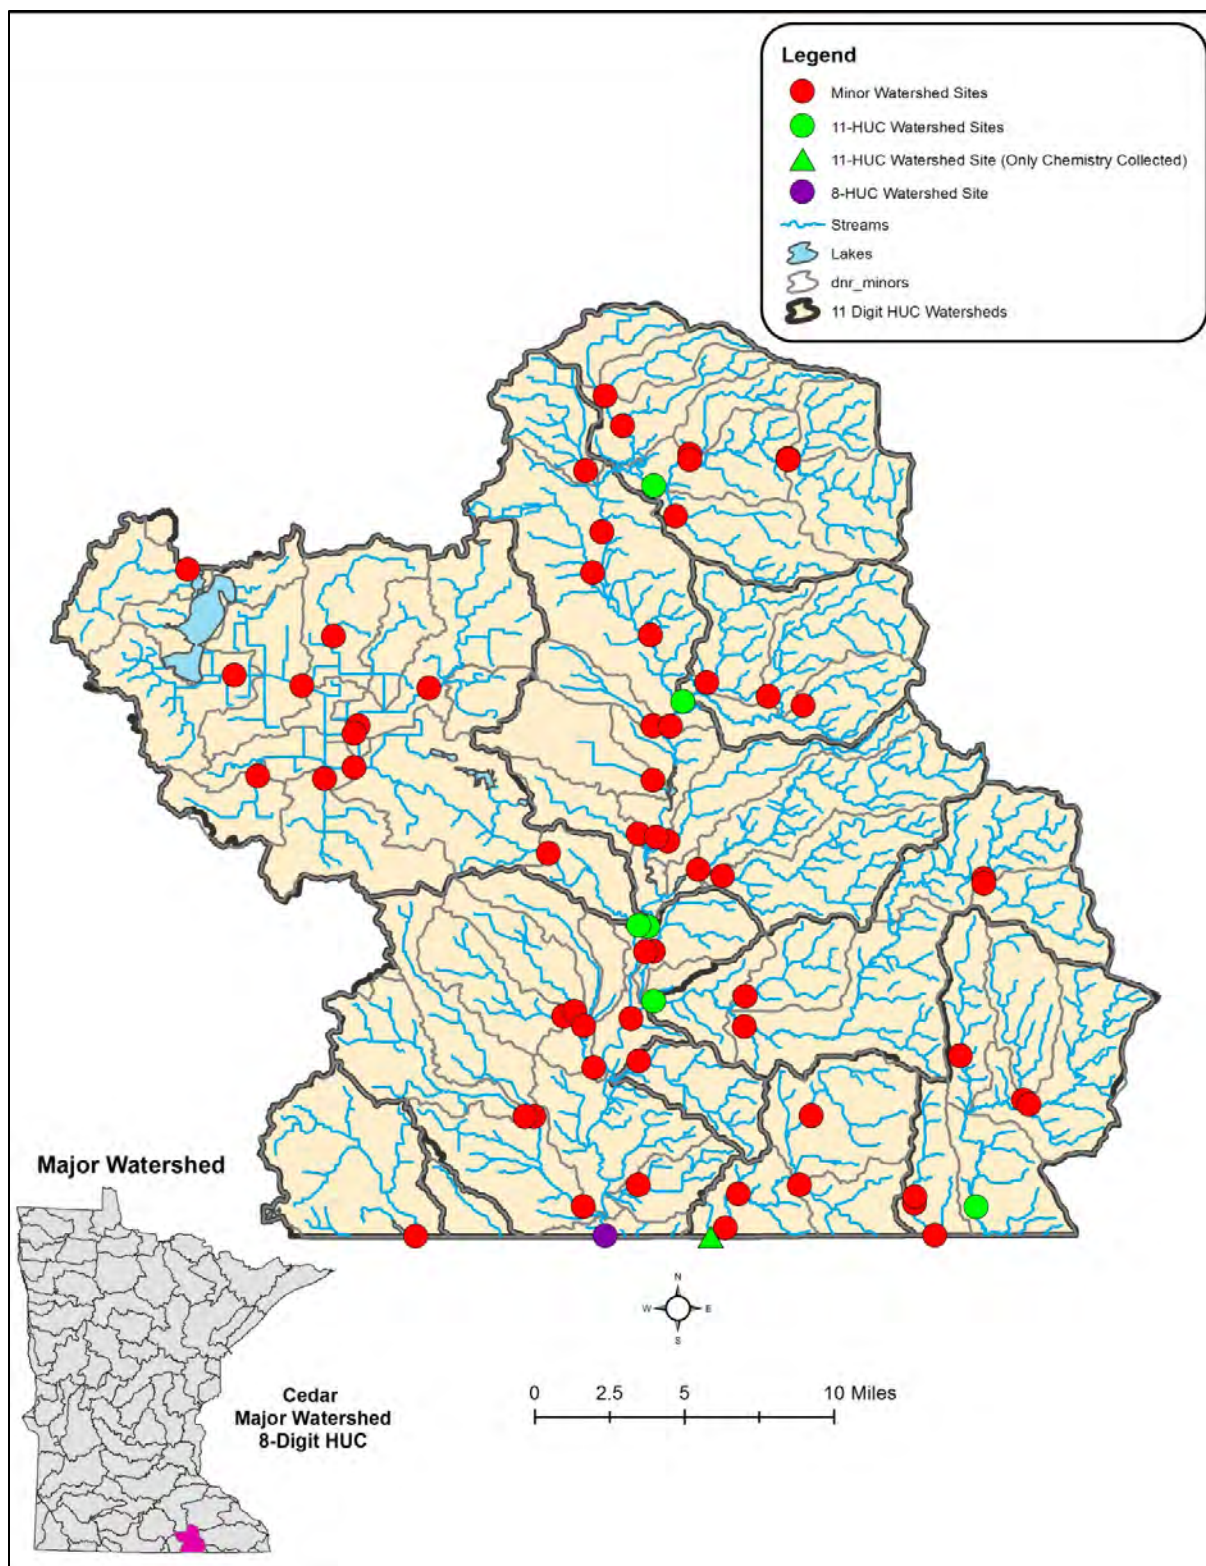 Legend
Minor Watershed Sites
11-HUC Watershed Sites
11-HUC Watershed Site (Only Chemistry Collected)
8-HUC Watershed Site
Streams
Lakes
dnr_minors
11 Digit HUC Watersheds
Major Watershed
N
W E
S
0 2.5 5 10 Miles
Cedar
Major Watershed
8-Digit HUC